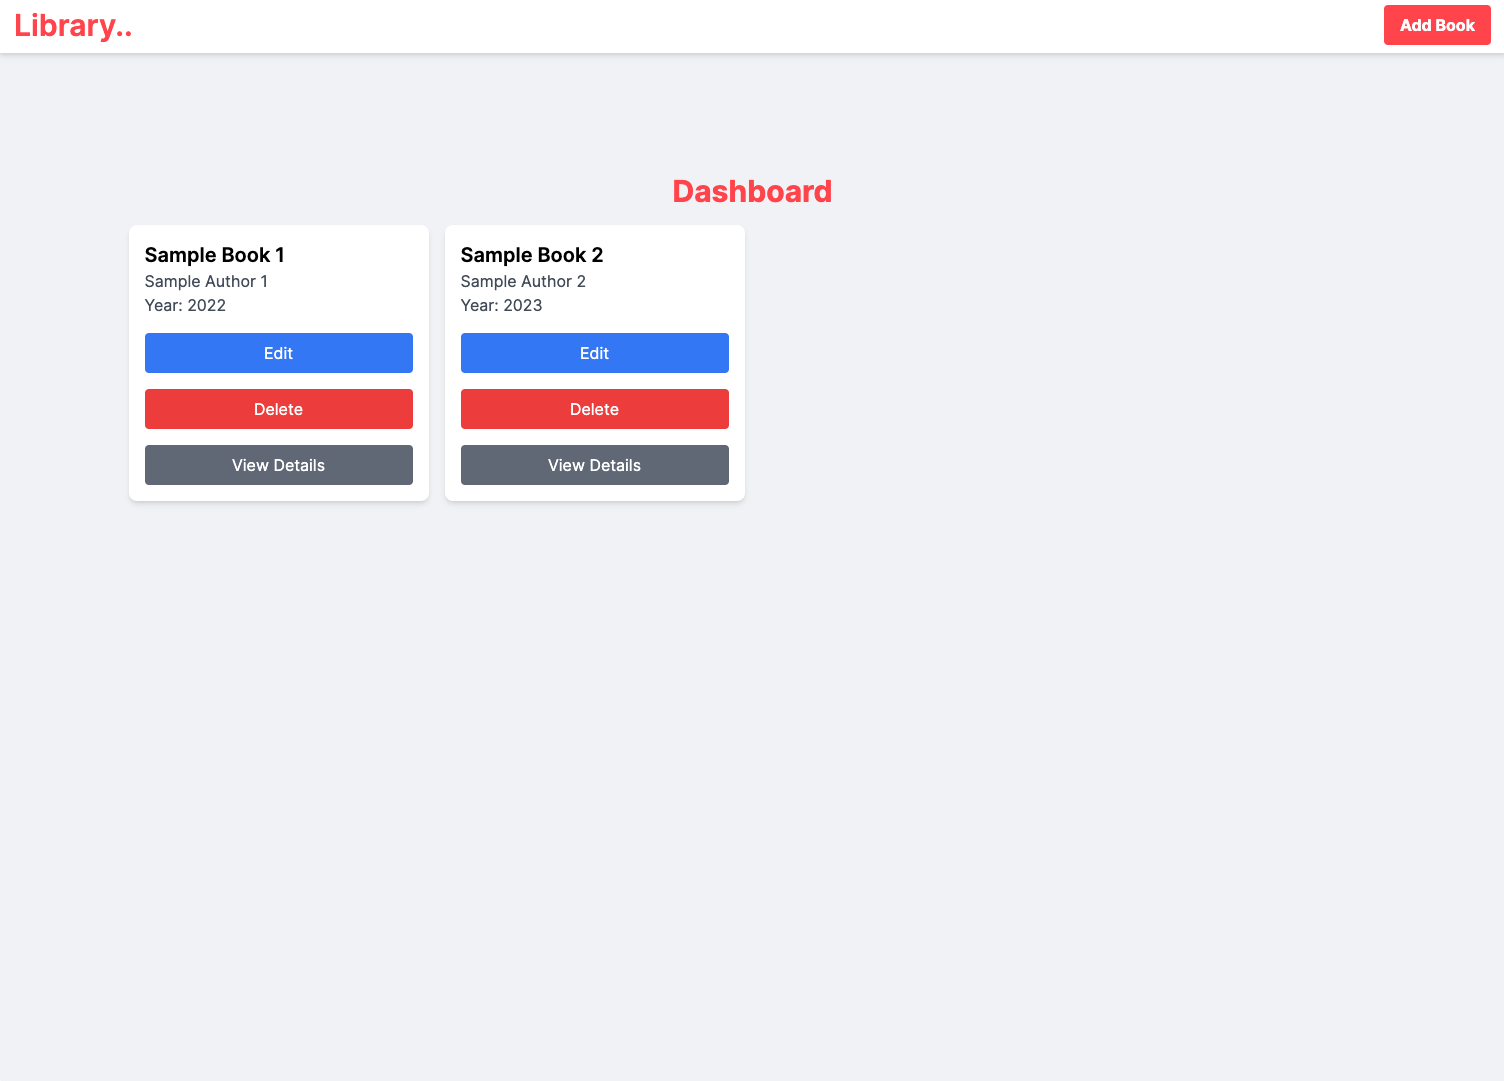 Library..
Add Book
Dashboard
Sample Book 1
Sample Author 1
Year: 2022
Edit
Delete
View Details
Sample Book 2
Sample Author 2
Year: 2023
Edit
Delete
View Details